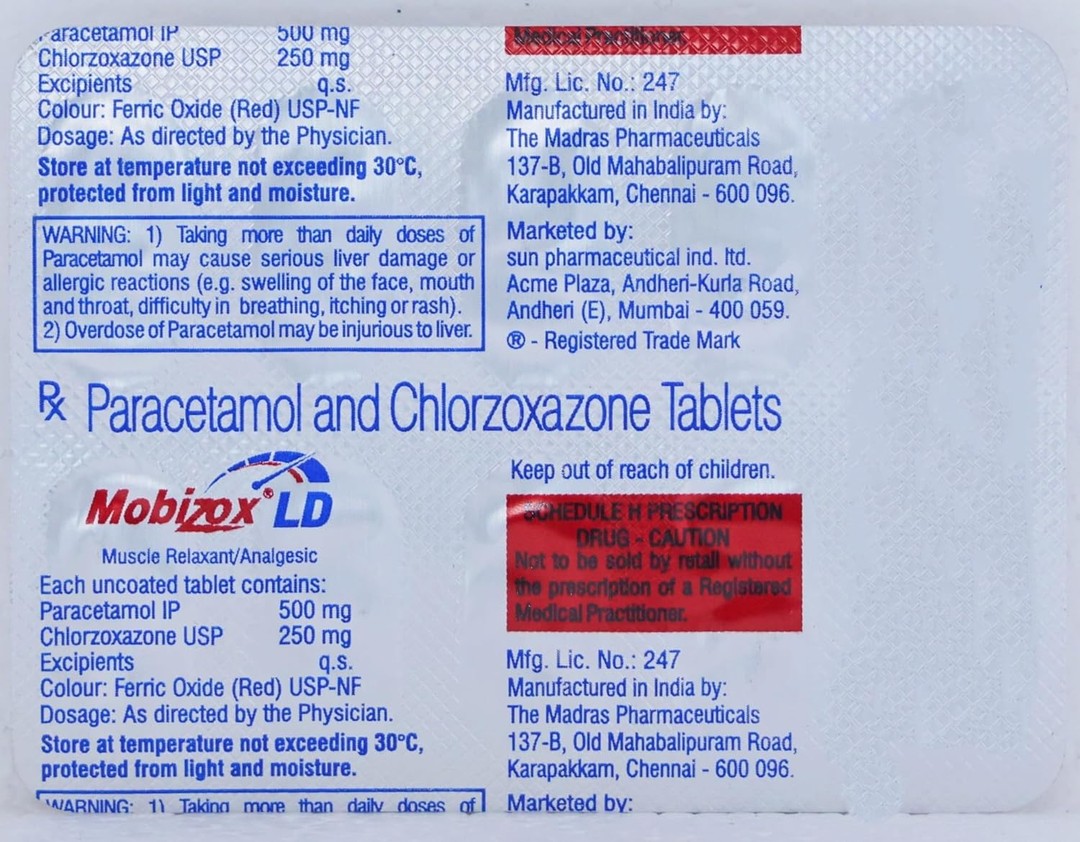 Paracetamol IP 500 mg
Chlorzoxazone USP 250 mg
Excipients q.s.
Colour: Ferric Oxide (Red) USP-NF
Dosage: As directed by the Physician.
Store at temperature not exceeding 30°C,
protected from light and moisture.
WARNING: 1) Taking more than daily doses of
Paracetamol may cause serious liver damage or
allergic reactions (e.g. swelling of the face, mouth
and throat, difficulty in breathing, itching or rash).
2) Overdose of Paracetamol may be injurious to liver.
Medical Practitioner.
Mfg. Lic. No.: 247
Manufactured in India by:
The Madras Pharmaceuticals
137-B, Old Mahabalipuram Road,
Karapakkam, Chennai - 600 096.
Marketed by:
sun pharmaceutical ind. ltd.
Acme Plaza, Andheri-Kurla Road,
Andheri (E), Mumbai - 400 059.
® - Registered Trade Mark
Rx Paracetamol and Chlorzoxazone Tablets
Mobizox® LD
Muscle Relaxant/Analgesic
Each uncoated tablet contains:
Paracetamol IP 500 mg
Chlorzoxazone USP 250 mg
Excipients q.s.
Colour: Ferric Oxide (Red) USP-NF
Dosage: As directed by the Physician.
Store at temperature not exceeding 30°C,
protected from light and moisture.
WARNING: 1) Taking more than daily doses of
Keep out of reach of children.
SCHEDULE H PRESCRIPTION
DRUG - CAUTION
Not to be sold by retail without
the prescription of a Registered
Medical Practitioner.
Mfg. Lic. No.: 247
Manufactured in India by:
The Madras Pharmaceuticals
137-B, Old Mahabalipuram Road,
Karapakkam, Chennai - 600 096.
Marketed by: